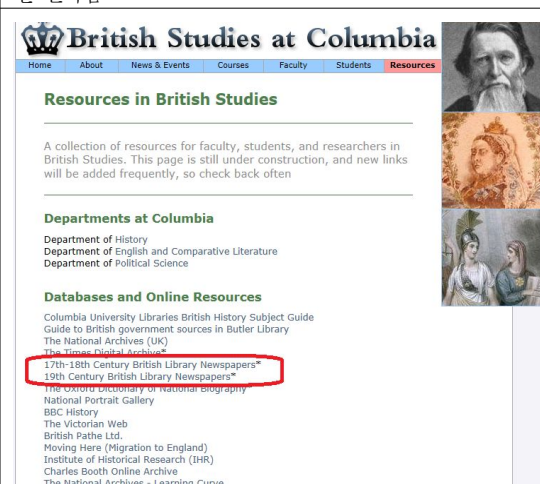 British Studies at Columbia
Home About News & Events Courses Faculty Students Resources
Resources in British Studies
A collection of resources for faculty, students, and researchers in
British Studies. This page is still under construction, and new links
will be added frequently, so check back often
Departments at Columbia
Department of History
Department of English and Comparative Literature
Department of Political Science
Databases and Online Resources
Columbia University Libraries British History Subject Guide
Guide to British government sources in Butler Library
The National Archives (UK)
The Times Digital Archive*
17th-18th Century British Library Newspapers*
19th Century British Library Newspapers*
The Oxford Dictionary of National Biography
National Portrait Gallery
BBC History
The Victorian Web
British Pathe Ltd.
Moving Here (Migration to England)
Institute of Historical Research (IHR)
Charles Booth Online Archive
The National Archives - Learning Curve